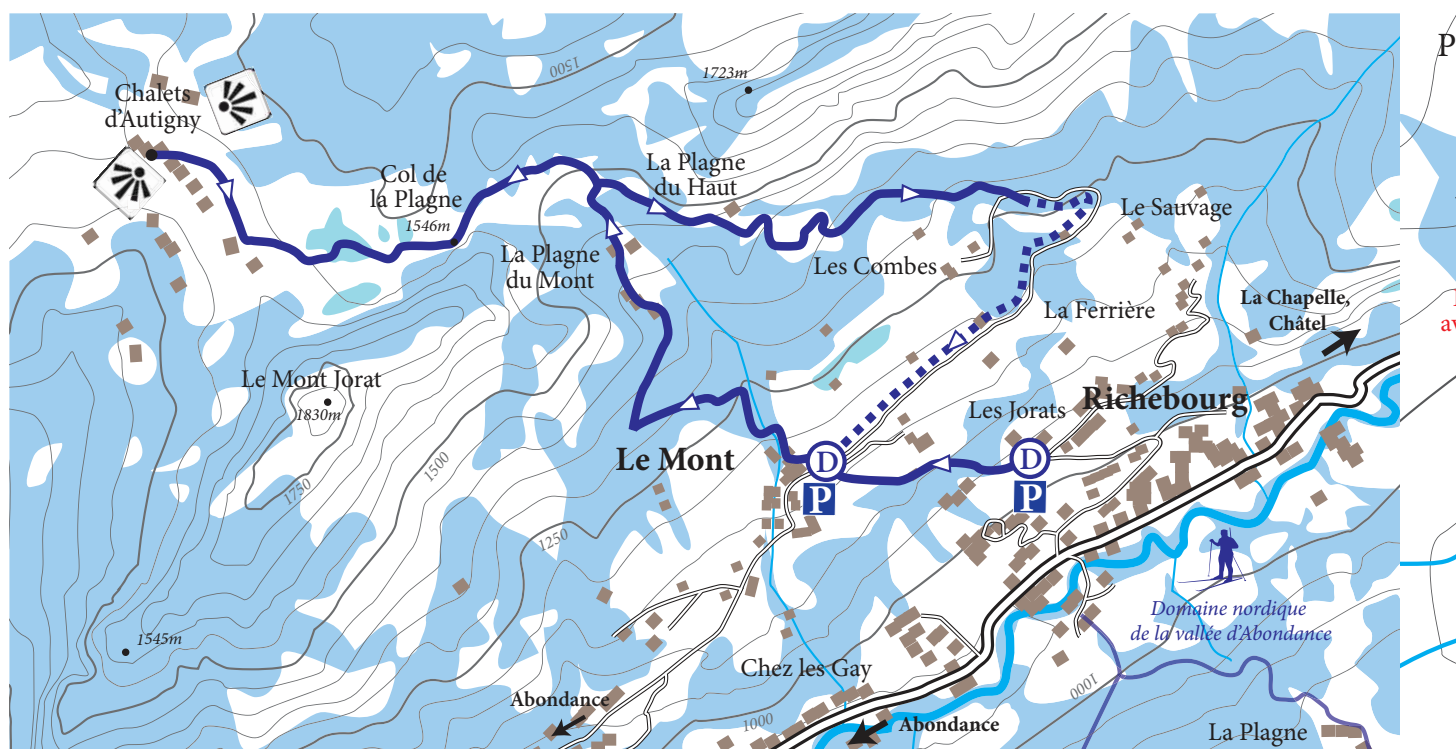 1500
1723m
Chalets
d'Autigny
Col de
la Plagne
1546m
La Plagne
du Haut
Le Sauvage
La Plagne
du Mont
Les Combes
La Ferrière
La Chapelle,
Châtel
Le Mont Jorat
1830m
Les Jorats
Richebourg
1500
Le Mont
D
D
P
P
1750
1250
Domaine nordique
de la vallée d'Abondance
1545m
Chez les Gay
1000
Abondance
1000
Abondance
La Plagne
P
av